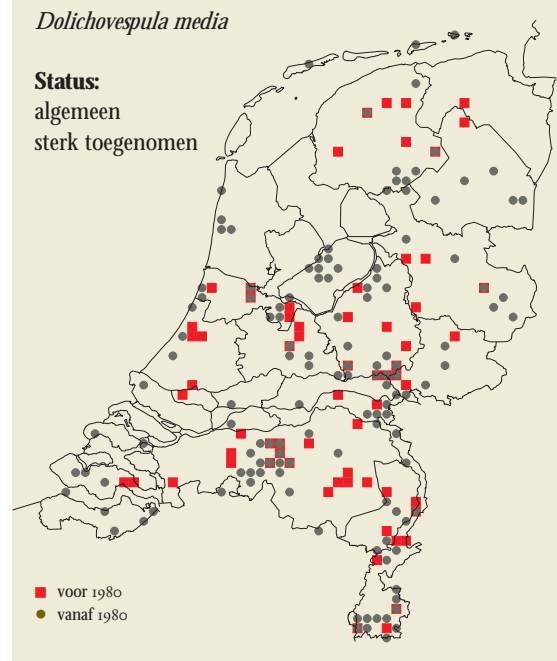 Dolichovespula media
Status:
algemeen
sterk toegenomen
voor 1980
vanaf 1980